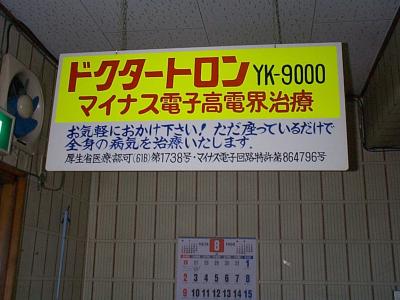 ドクタートロン YK-9000
マイナス電子高電界治療
お気軽におかけ下さい! ただ座っているだけで
全身の病気を治療いたします.
厚生省医療認可(61B)第1738号・マイナス電子回路特許第864796号
8
1
2 3 4 5 6 7 8
9 10 11 12 13 14 15